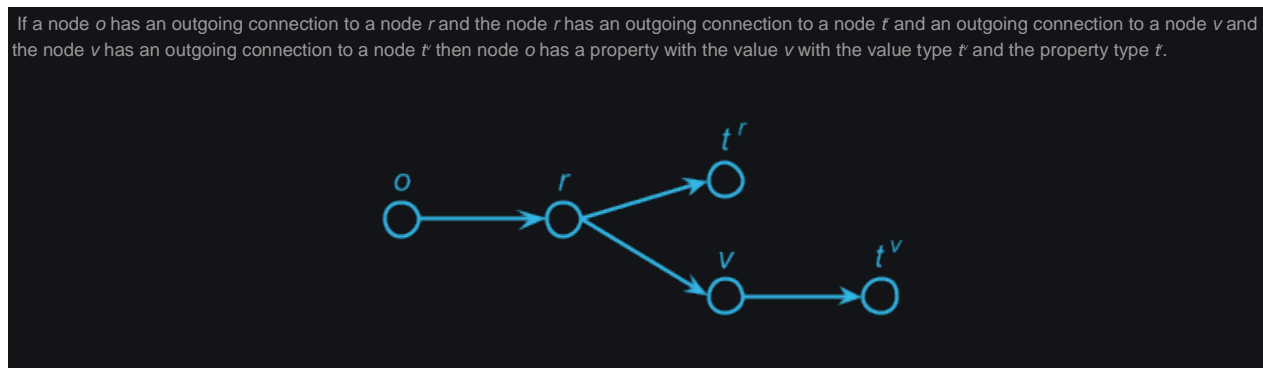 If a node o has an outgoing connection to a node r and the node r has an outgoing connection to a node tʳ and an outgoing connection to a node v and
the node v has an outgoing connection to a node tᵛ then node o has a property with the value v with the value type tᵛ and the property type tʳ.
tʳ
o
r
v
tᵛ